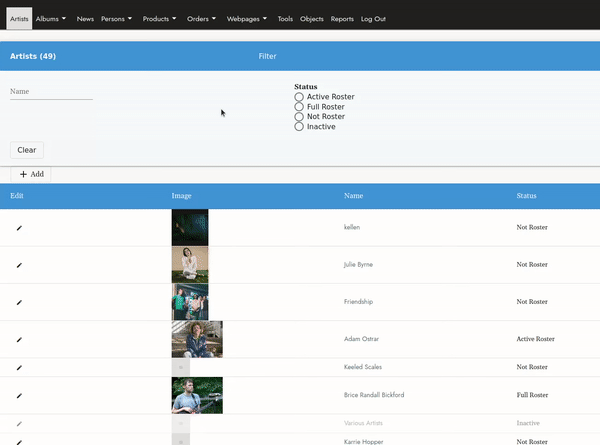 Artists Albums News Persons Products Orders Webpages Tools Objects Reports Log Out
Artists (49) Filter
Name
Status
Active Roster
Full Roster
Not Roster
Inactive
Clear
+ Add
Edit Image Name Status
kellen Not Roster
Julie Byrne Not Roster
Friendship Not Roster
Adam Ostrar Active Roster
Keeled Scales Not Roster
Brice Randall Bickford Full Roster
Various Artists Inactive
Karrie Hopper Not Roster